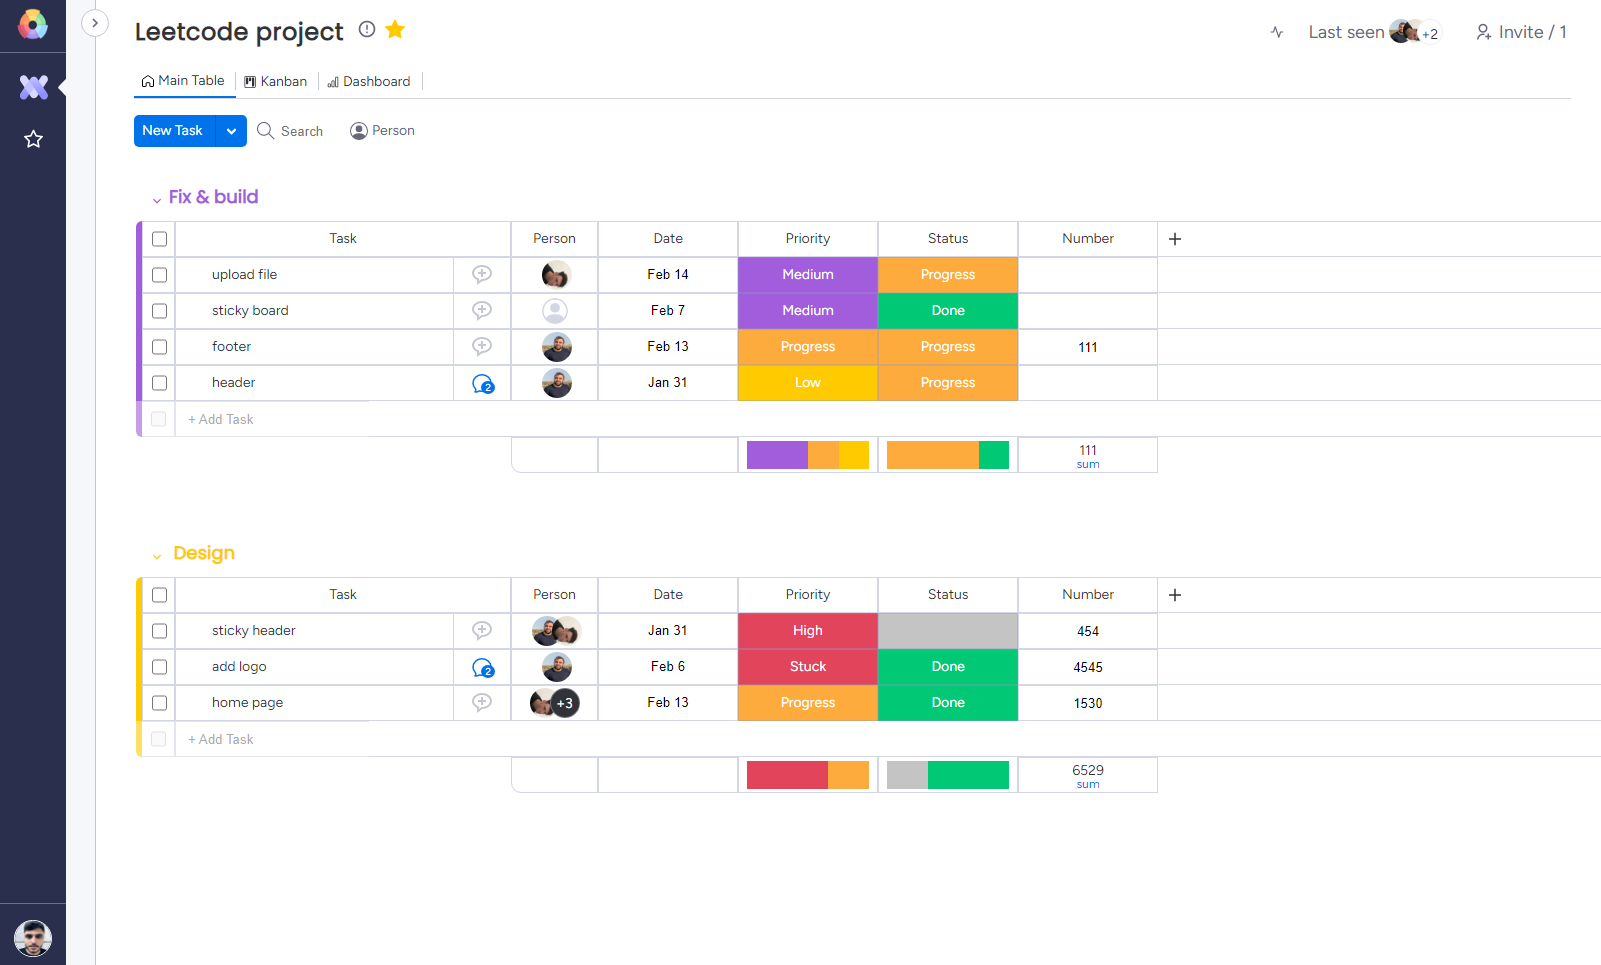 Leetcode project
Last seen +2 Invite / 1
Main Table Kanban Dashboard
New Task Search Person
Fix & build
Task Person Date Priority Status Number
upload file Feb 14 Medium Progress
sticky board Feb 7 Medium Done
footer Feb 13 Progress Progress 111
header 2 Jan 31 Low Progress
+ Add Task
111
sum
Design
Task Person Date Priority Status Number
sticky header Jan 31 High 454
add logo 2 Feb 6 Stuck Done 4545
home page +3 Feb 13 Progress Done 1530
+ Add Task
6529
sum